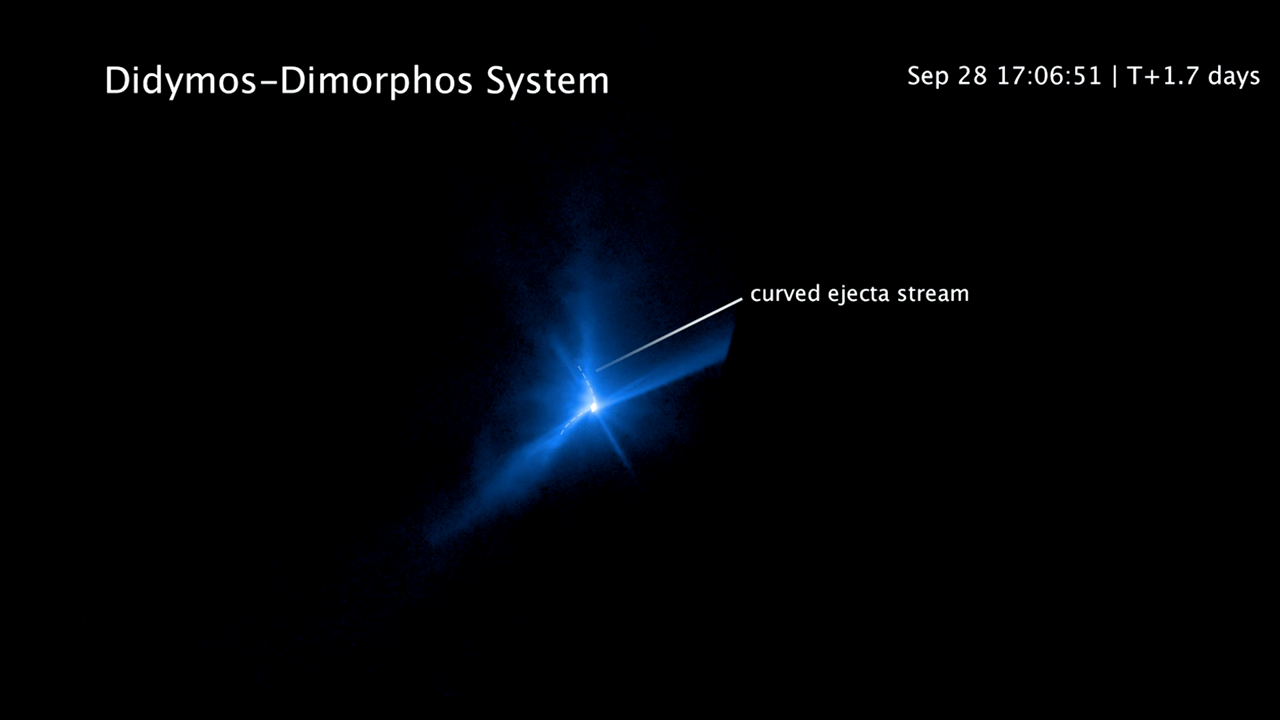 Didymos–Dimorphos System
Sep 28 17:06:51 | T+1.7 days
curved ejecta stream